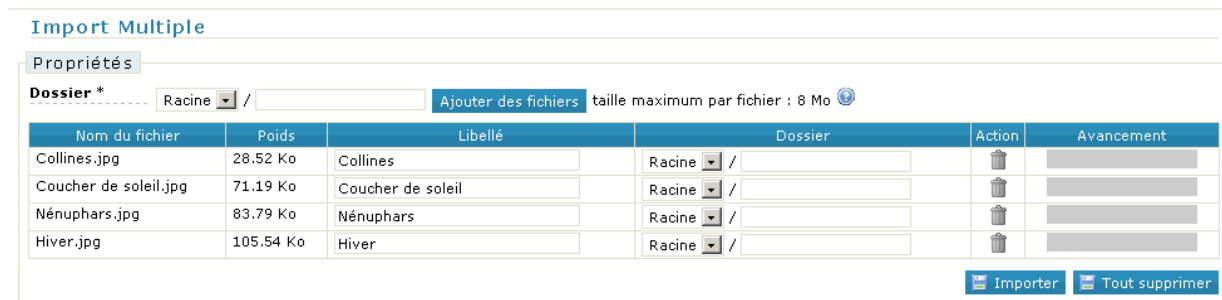 Import Multiple
Propriétés
Dossier * Racine / Ajouter des fichiers taille maximum par fichier : 8 Mo
Nom du fichier Poids Libellé Dossier Action Avancement
Collines.jpg 28.52 Ko Collines Racine /
Coucher de soleil.jpg 71.19 Ko Coucher de soleil Racine /
Nénuphars.jpg 83.79 Ko Nénuphars Racine /
Hiver.jpg 105.54 Ko Hiver Racine /
Importer Tout supprimer